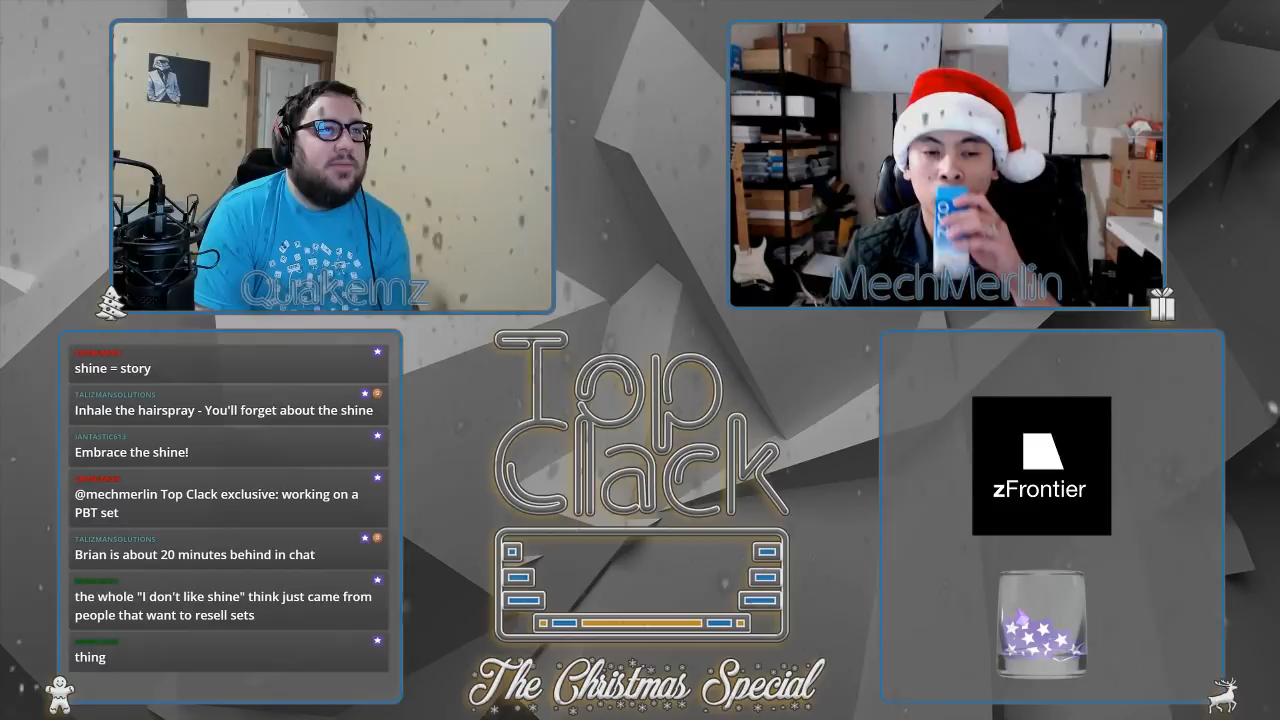 Quakemz
MechMerlin
shine = story
TALIZMANSOLUTIONS
Inhale the hairspray - You'll forget about the shine
IANTASTIC613
Embrace the shine!
@mechmerlin Top Clack exclusive: working on a
PBT set
TALIZMANSOLUTIONS
Brian is about 20 minutes behind in chat
the whole "I don't like shine" think just came from
people that want to resell sets
thing
Top
Clack
The Christmas Special
zFrontier